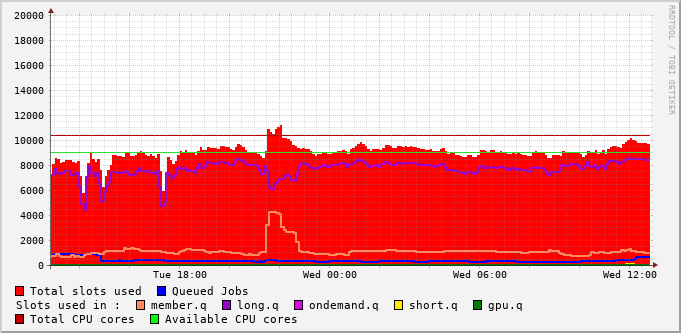 20000
18000
16000
14000
12000
10000
8000
6000
4000
2000
0
Tue 18:00 Wed 00:00 Wed 06:00 Wed 12:00
Total slots used Queued Jobs
Slots used in : member.q long.q ondemand.q short.q gpu.q
Total CPU cores Available CPU cores
RRDTOOL / TOBI OETIKER